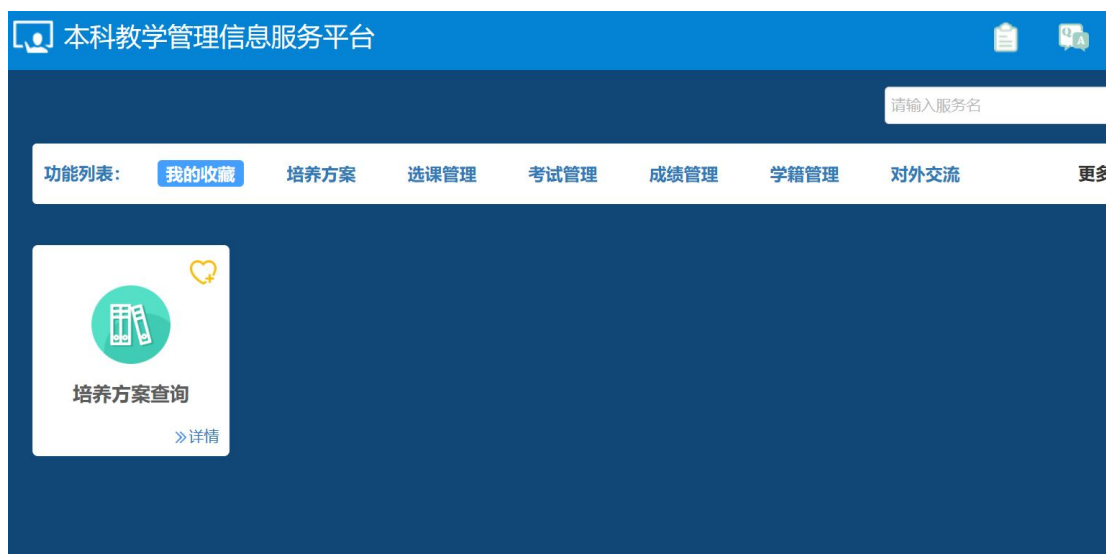 本科教学管理信息服务平台
Q A
请输入服务名
功能列表: 我的收藏 培养方案 选课管理 考试管理 成绩管理 学籍管理 对外交流 更多
培养方案查询
详情